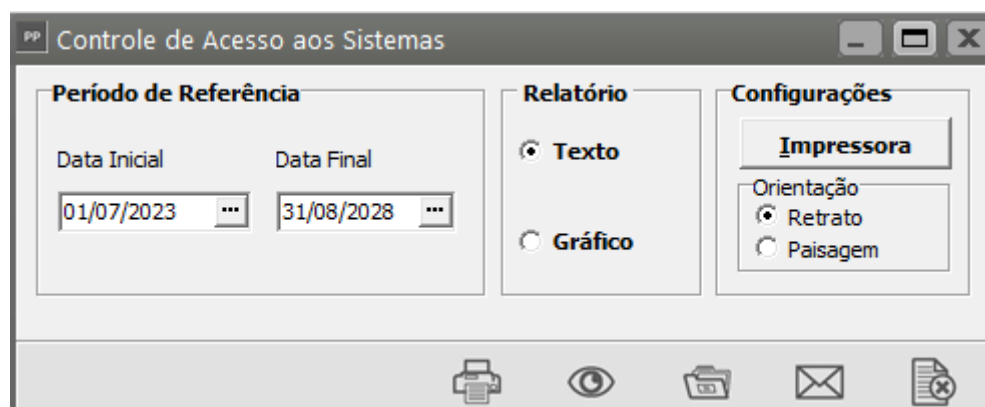 PP Controle de Acesso aos Sistemas
Período de Referência
Data Inicial Data Final
01/07/2023 ... 31/08/2028 ...
Relatório
Texto
Gráfico
Configurações
Impressora
Orientação
Retrato
Paisagem